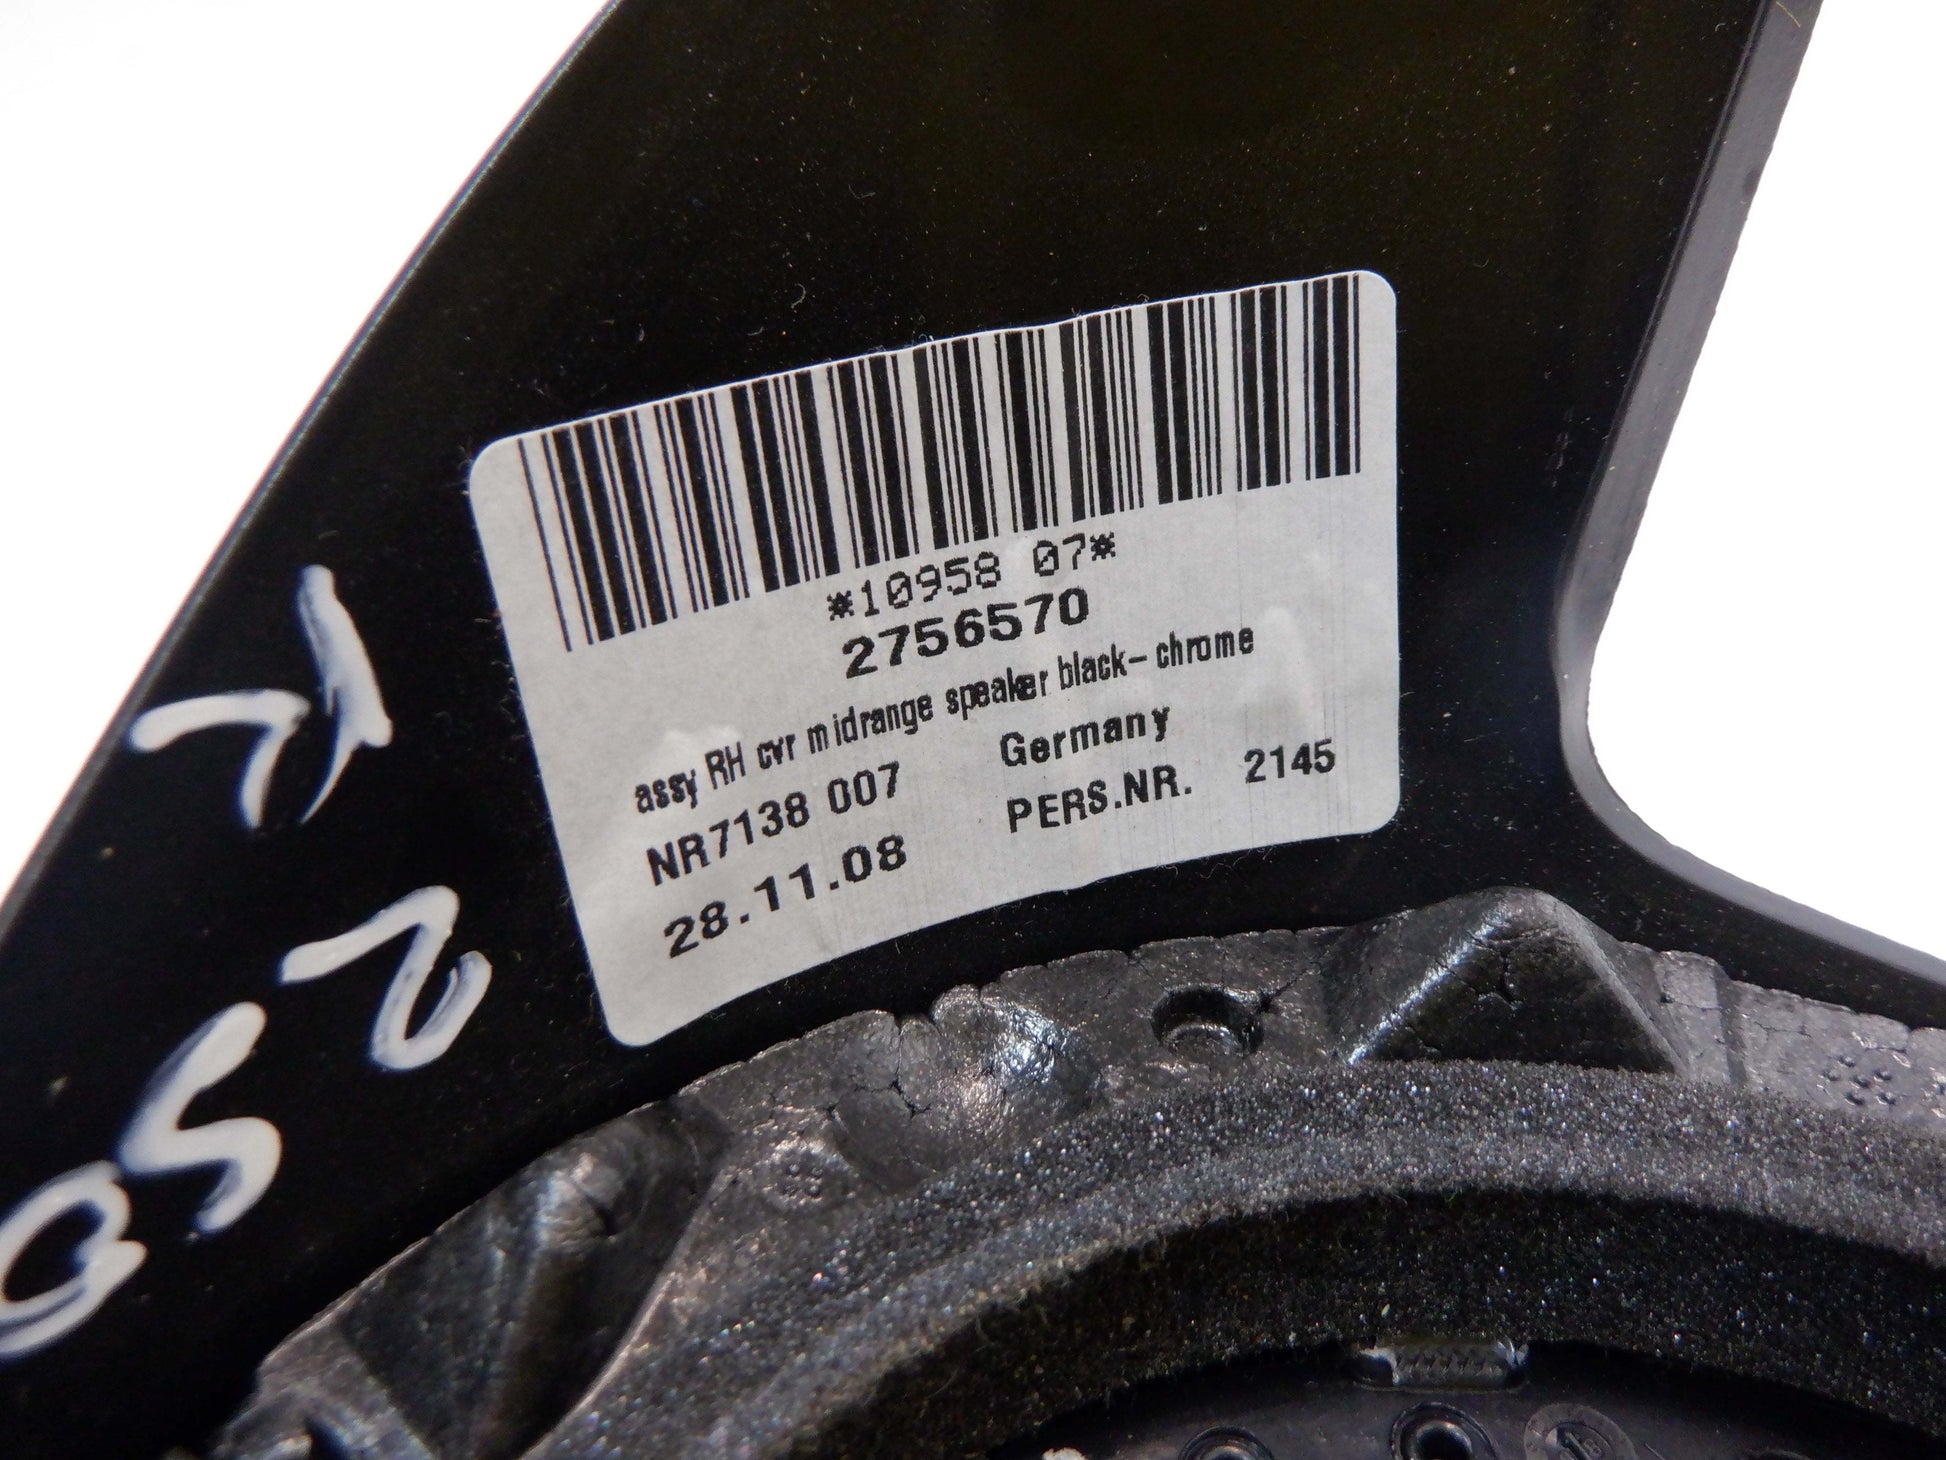 *10958 07*
2756570
assy RH cvr midrange speaker black-chrome
NR7138 007 Germany
28.11.08 PERS.NR. 2145